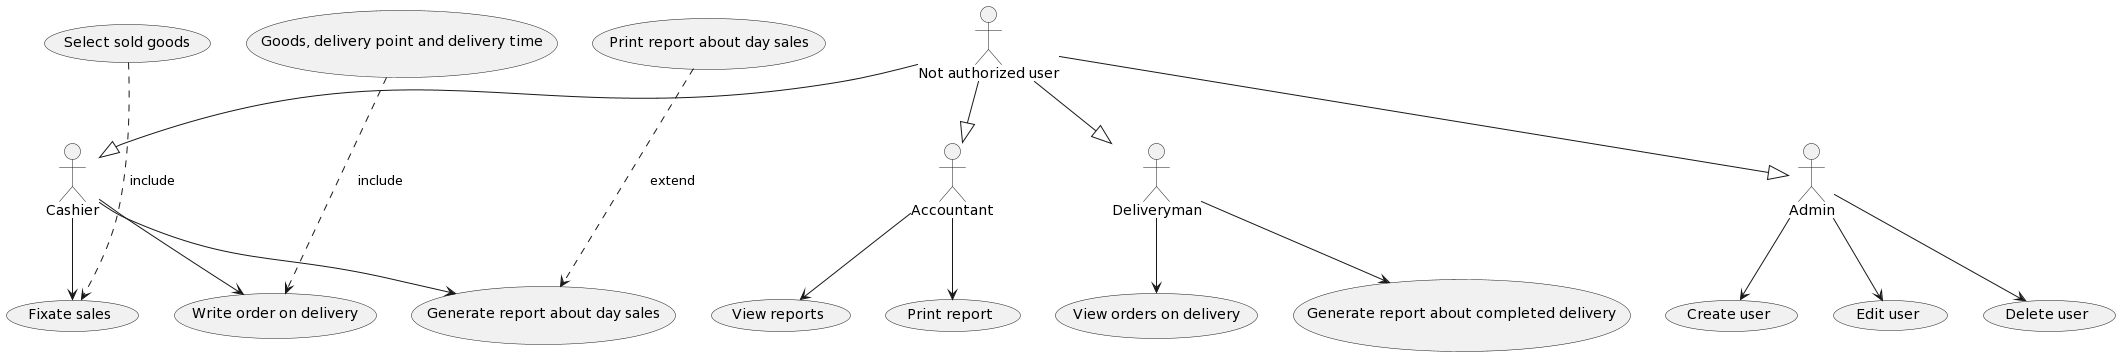 Select sold goods
Goods, delivery point and delivery time
Print report about day sales
Not authorized user
include
include
extend
Cashier
Accountant
Deliveryman
Admin
Fixate sales
Write order on delivery
Generate report about day sales
View reports
Print report
View orders on delivery
Generate report about completed delivery
Create user
Edit user
Delete user